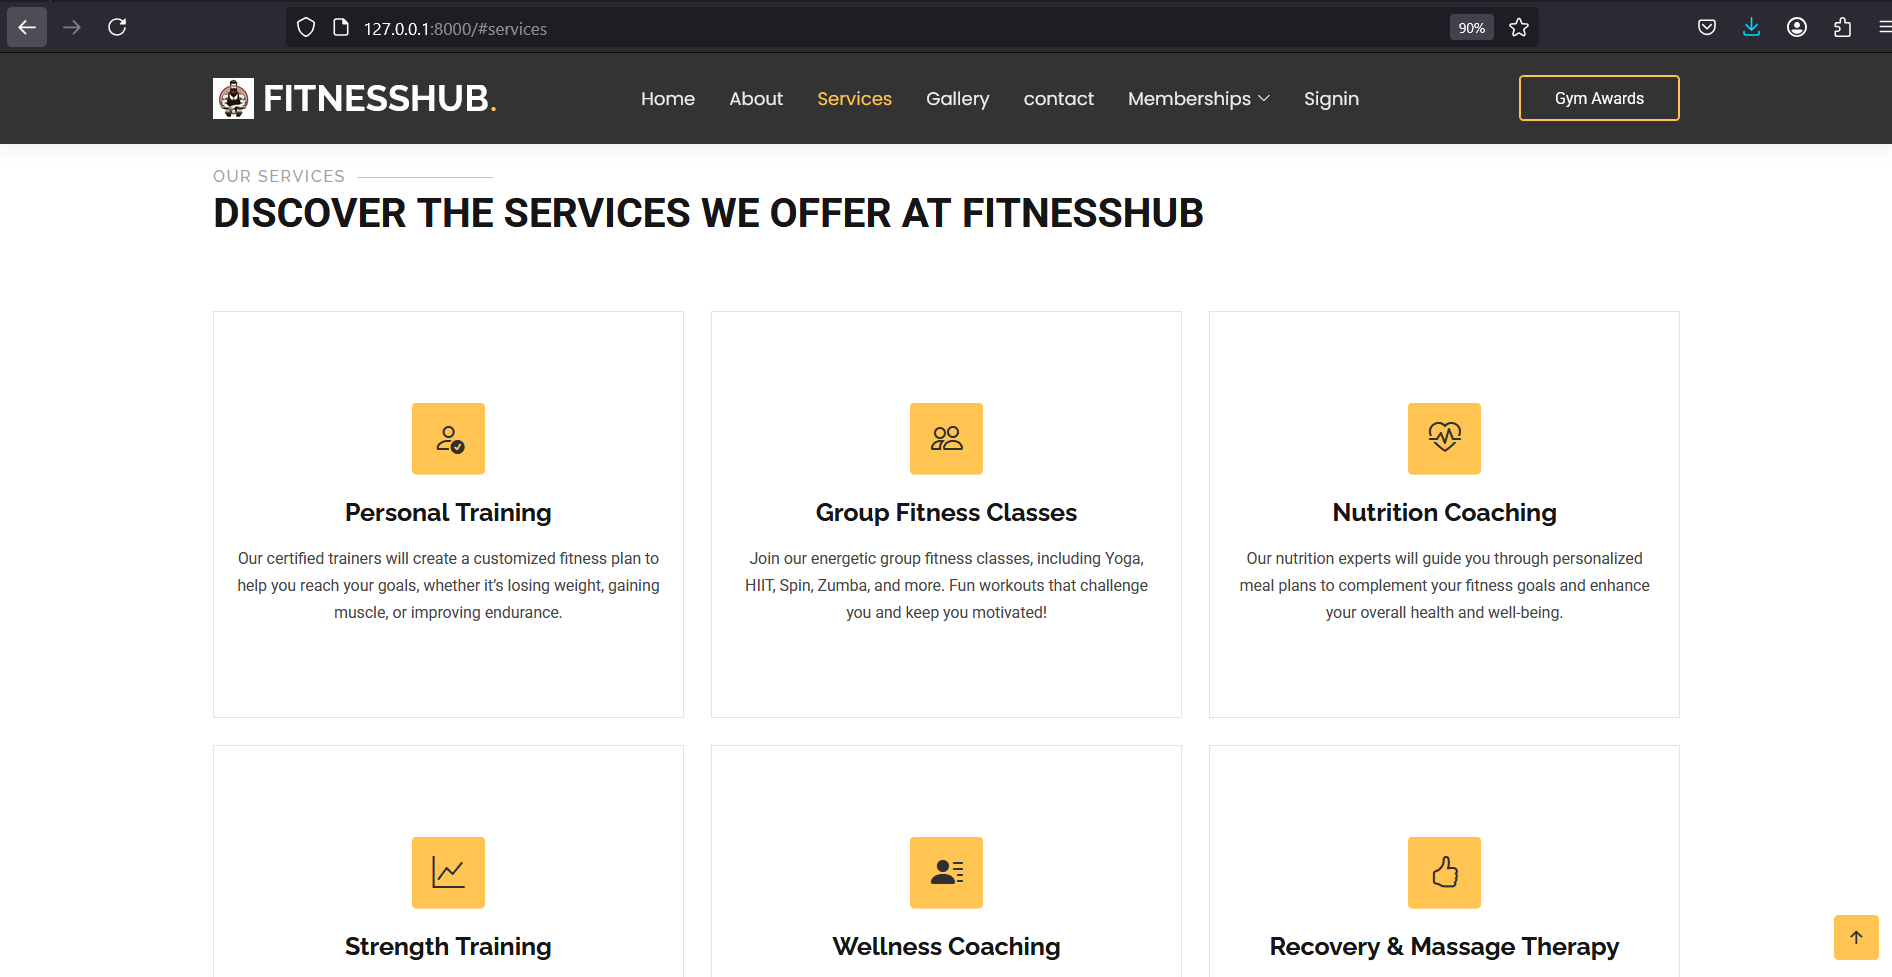 127.0.0.1:8000/#services
90%
FITNESSHUB.
Home About Services Gallery contact Memberships Signin
Gym Awards
OUR SERVICES
DISCOVER THE SERVICES WE OFFER AT FITNESSHUB
Personal Training
Our certified trainers will create a customized fitness plan to
help you reach your goals, whether it’s losing weight, gaining
muscle, or improving endurance.
Group Fitness Classes
Join our energetic group fitness classes, including Yoga,
HIIT, Spin, Zumba, and more. Fun workouts that challenge
you and keep you motivated!
Nutrition Coaching
Our nutrition experts will guide you through personalized
meal plans to complement your fitness goals and enhance
your overall health and well-being.
Strength Training
Wellness Coaching
Recovery & Massage Therapy